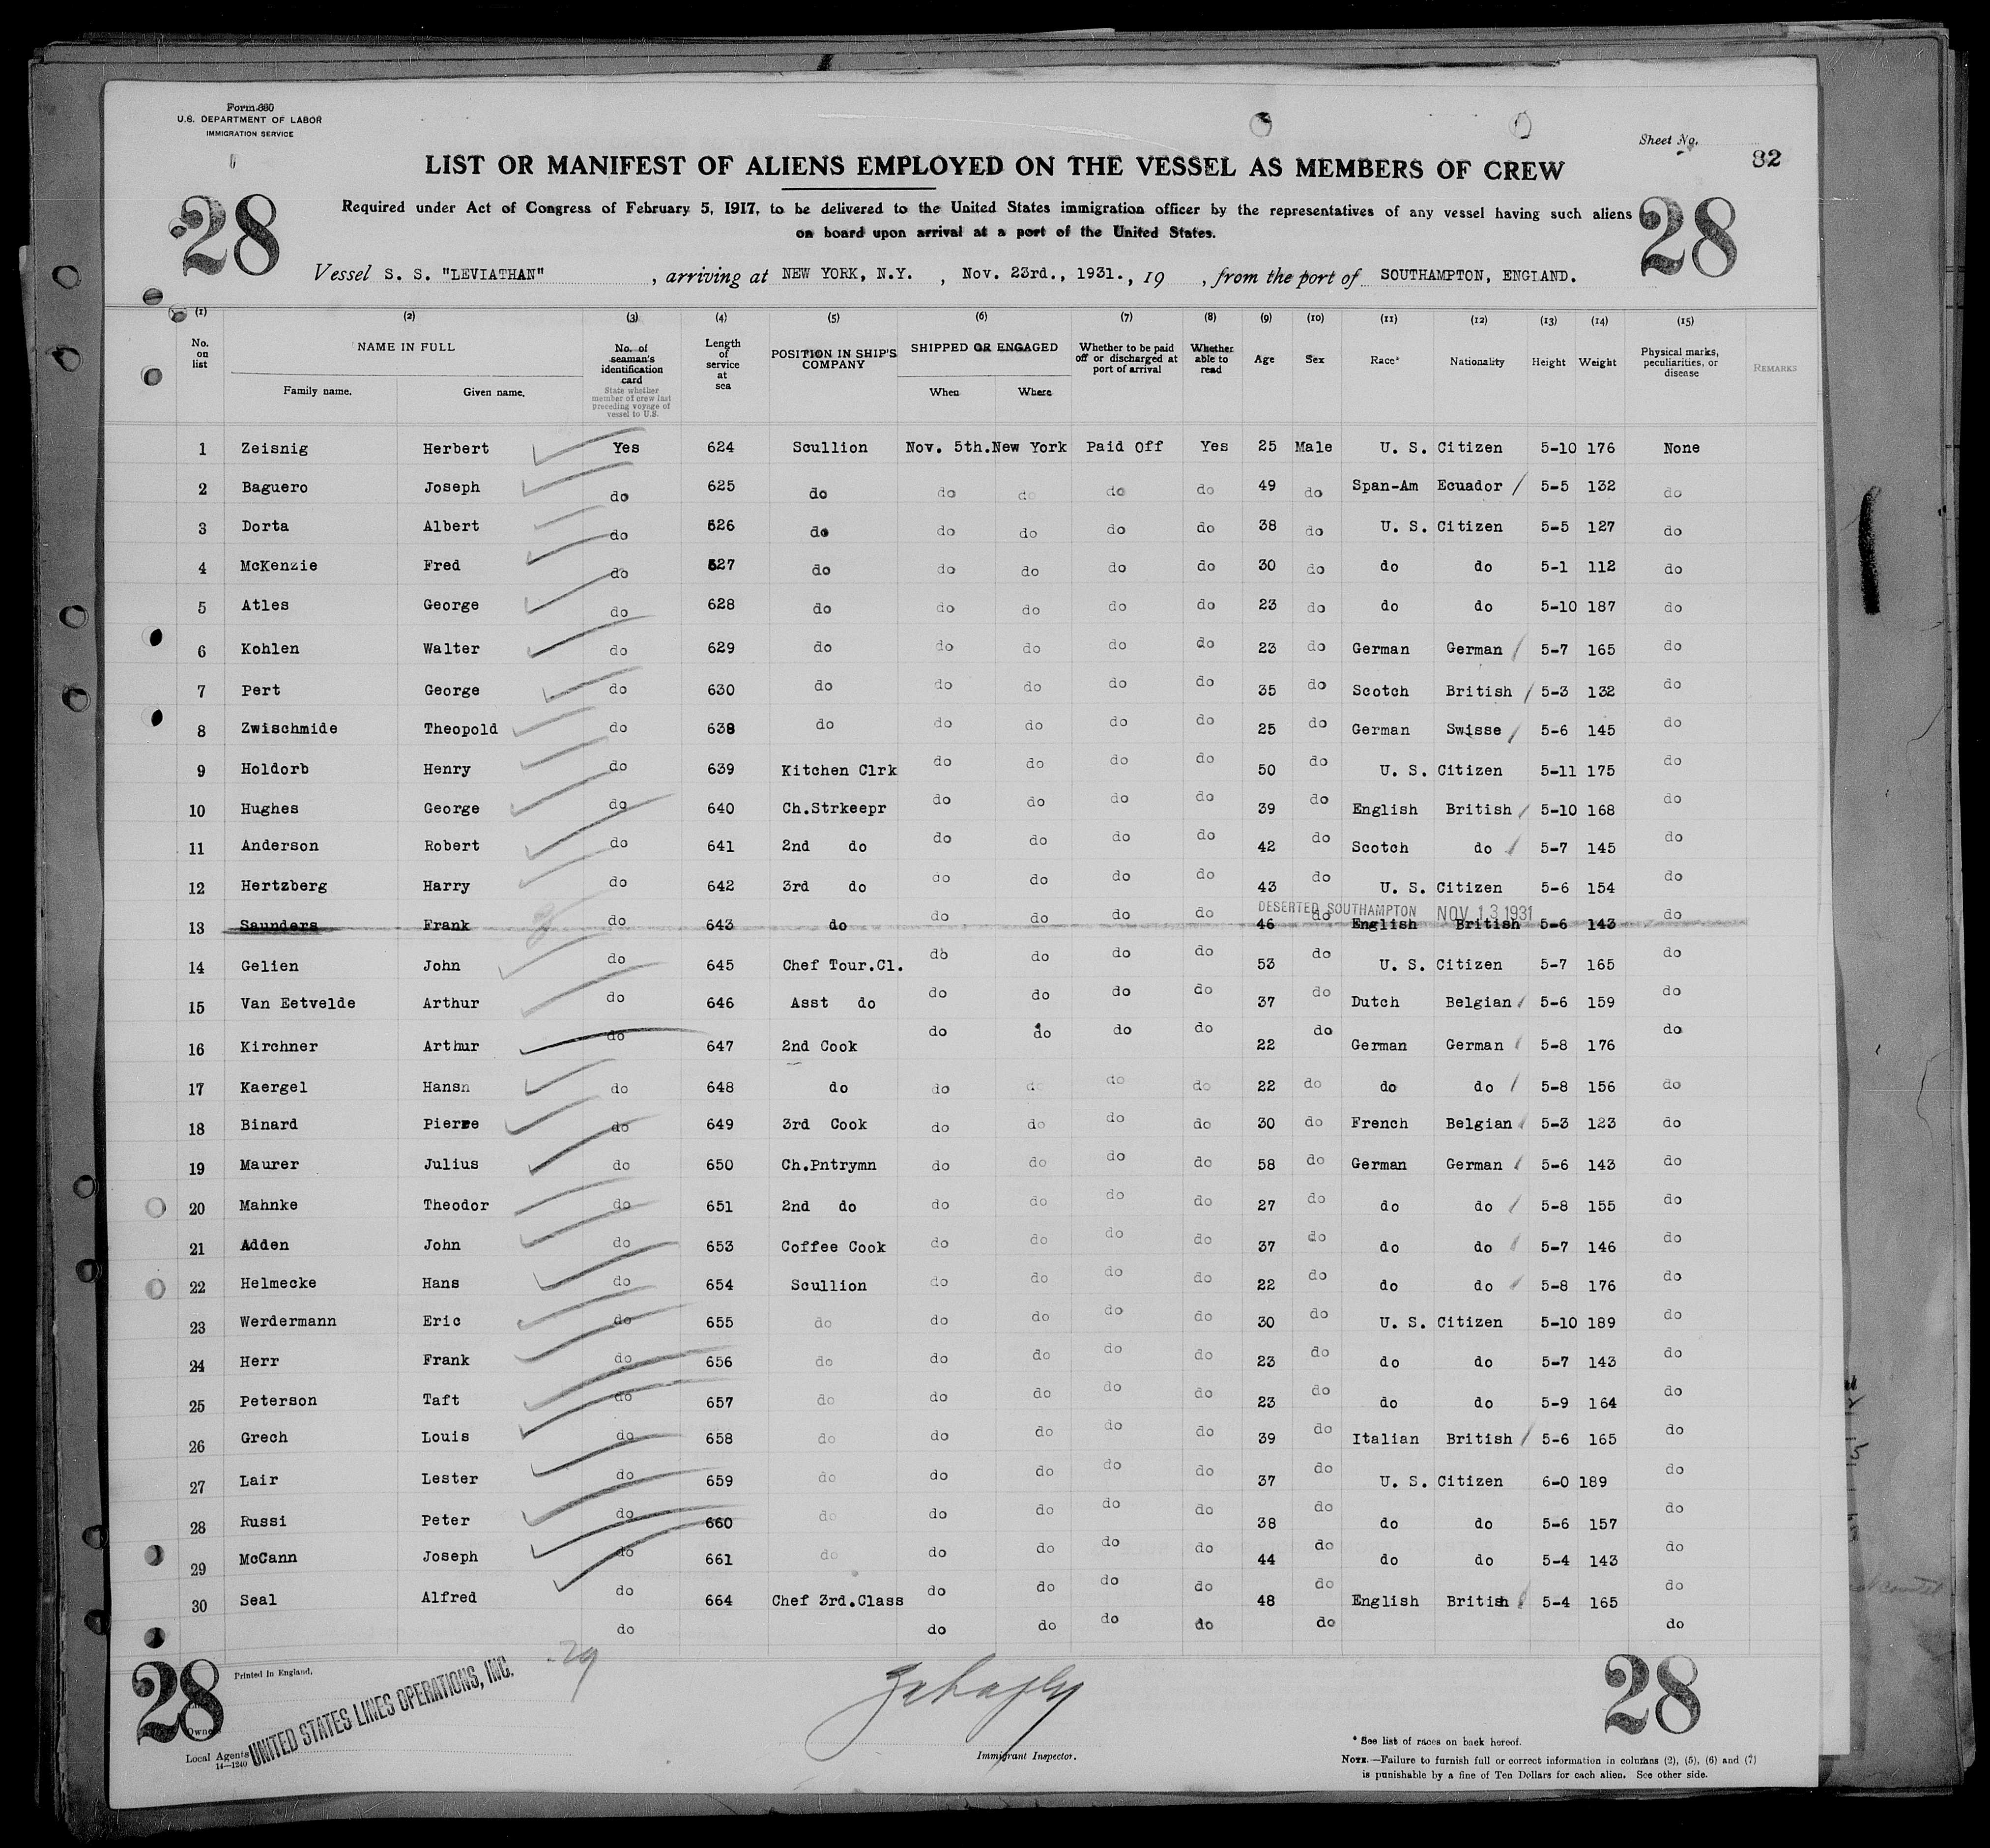 Form 680
U.S. DEPARTMENT OF LABOR
IMMIGRATION SERVICE
Sheet No.
82
LIST OR MANIFEST OF ALIENS EMPLOYED ON THE VESSEL AS MEMBERS OF CREW
28 28
Required under Act of Congress of February 5, 1917, to be delivered to the United States immigration officer by the representatives of any vessel having such aliens
on board upon arrival at a port of the United States.
Vessel S. S. "LEVIATHAN" , arriving at NEW YORK, N.Y. , Nov. 23rd., 1931. , 19 , from the port of SOUTHAMPTON, ENGLAND.
(1) (2) (3) (4) (5) (6) (7) (8) (9) (10) (11) (12) (13) (14) (15)
No. on list NAME IN FULL Family name. Given name. No. of seaman's identification card State whether member of crew last preceding voyage of vessel to U.S. Length of service at sea POSITION IN SHIP'S COMPANY SHIPPED OR ENGAGED When Where Whether to be paid off or discharged at port of arrival Whether able to read Age Sex Race* Nationality Height Weight Physical marks, peculiarities, or disease REMARKS
1 Zeisnig Herbert Yes 624 Scullion Nov. 5th. New York Paid Off Yes 25 Male U. S. Citizen 5-10 176 None
2 Baguero Joseph do 625 do do do do do 49 do Span-Am Ecuador 5-5 132 do
3 Dorta Albert do 626 do do do do do 38 do U. S. Citizen 5-5 127 do
4 McKenzie Fred do 627 do do do do do 30 do do do 5-1 112 do
5 Atles George do 628 do do do do do 23 do do do 5-10 187 do
6 Kohlen Walter do 629 do do do do do 23 do German German 5-7 165 do
7 Pert George do 630 do do do do do 35 do Scotch British 5-3 132 do
8 Zwischmide Theopold do 638 do do do do do 25 do German Swisse 5-6 145 do
9 Holdorb Henry do 639 Kitchen Clrk do do do do 50 do U. S. Citizen 5-11 175 do
10 Hughes George do 640 Ch.Strkeepr do do do do 39 do English British 5-10 168 do
11 Anderson Robert do 641 2nd do do do do do 42 do Scotch do 5-7 145 do
12 Hertzberg Harry do 642 3rd do do do do do 43 do U. S. Citizen 5-6 154 do
DESERTED SOUTHAMPTON NOV 13 1931
13 Saunders Frank do 643 do do do do do 46 do English British 5-6 143 do
14 Gelien John do 645 Chef Tour.Cl. do do do do 53 do U. S. Citizen 5-7 165 do
15 Van Eetvelde Arthur do 646 Asst do do do do do 37 do Dutch Belgian 5-6 159 do
16 Kirchner Arthur do 647 2nd Cook do do do do 22 do German German 5-8 176 do
17 Kaergel Hansn do 648 do do do do do 22 do do do 5-8 156 do
18 Binard Pierre do 649 3rd Cook do do do do 30 do French Belgian 5-3 123 do
19 Maurer Julius do 650 Ch.Pntrymn do do do do 58 do German German 5-6 143 do
20 Mahnke Theodor do 651 2nd do do do do do 27 do do do 5-8 155 do
21 Adden John do 653 Coffee Cook do do do do 37 do do do 5-7 146 do
22 Helmecke Hans do 654 Scullion do do do do 22 do do do 5-8 176 do
23 Werdermann Eric do 655 do do do do do 30 do U. S. Citizen 5-10 189 do
24 Herr Frank do 656 do do do do do 23 do do do 5-7 143 do
25 Peterson Taft do 657 do do do do do 23 do do do 5-9 164 do
26 Grech Louis do 658 do do do do do 39 do Italian British 5-6 165 do
27 Lair Lester do 659 do do do do do 37 do U. S. Citizen 6-0 189 do
28 Russi Peter do 660 do do do do do 38 do do do 5-6 157 do
29 McCann Joseph do 661 do do do do do 44 do do do 5-4 143 do
30 Seal Alfred do 664 Chef 3rd.Class do do do do 48 do English British 5-4 165 do
do do do do do do do
29
28 28
Printed in England.
Owners
UNITED STATES LINES OPERATIONS, INC.
Local Agents
14—1240
Immigrant Inspector.
* See list of races on back hereof.
NOTE.—Failure to furnish full or correct information in columns (2), (5), (6) and (7)
is punishable by a fine of Ten Dollars for each alien. See other side.